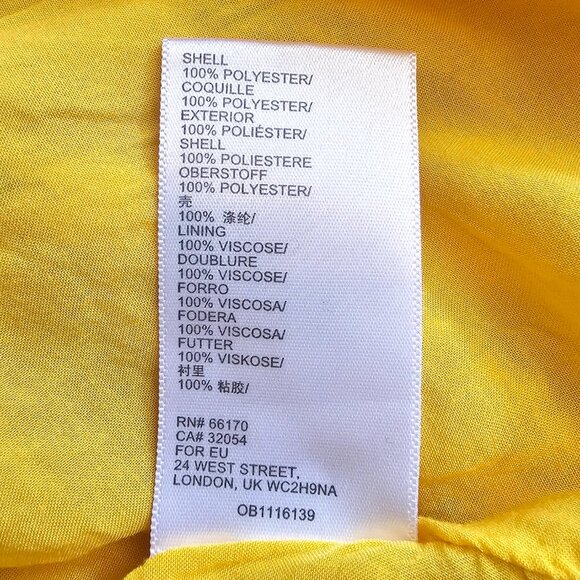 SHELL
100% POLYESTER/
COQUILLE
100% POLYESTER/
EXTERIOR
100% POLIÉSTER/
SHELL
100% POLIESTERE
OBERSTOFF
100% POLYESTER/
壳
100% 涤纶/
LINING
100% VISCOSE/
DOUBLURE
100% VISCOSE/
FORRO
100% VISCOSA/
FODERA
100% VISCOSA/
FUTTER
100% VISKOSE/
衬里
100% 粘胶/
RN# 66170
CA# 32054
FOR EU
24 WEST STREET,
LONDON, UK WC2H9NA
OB1116139